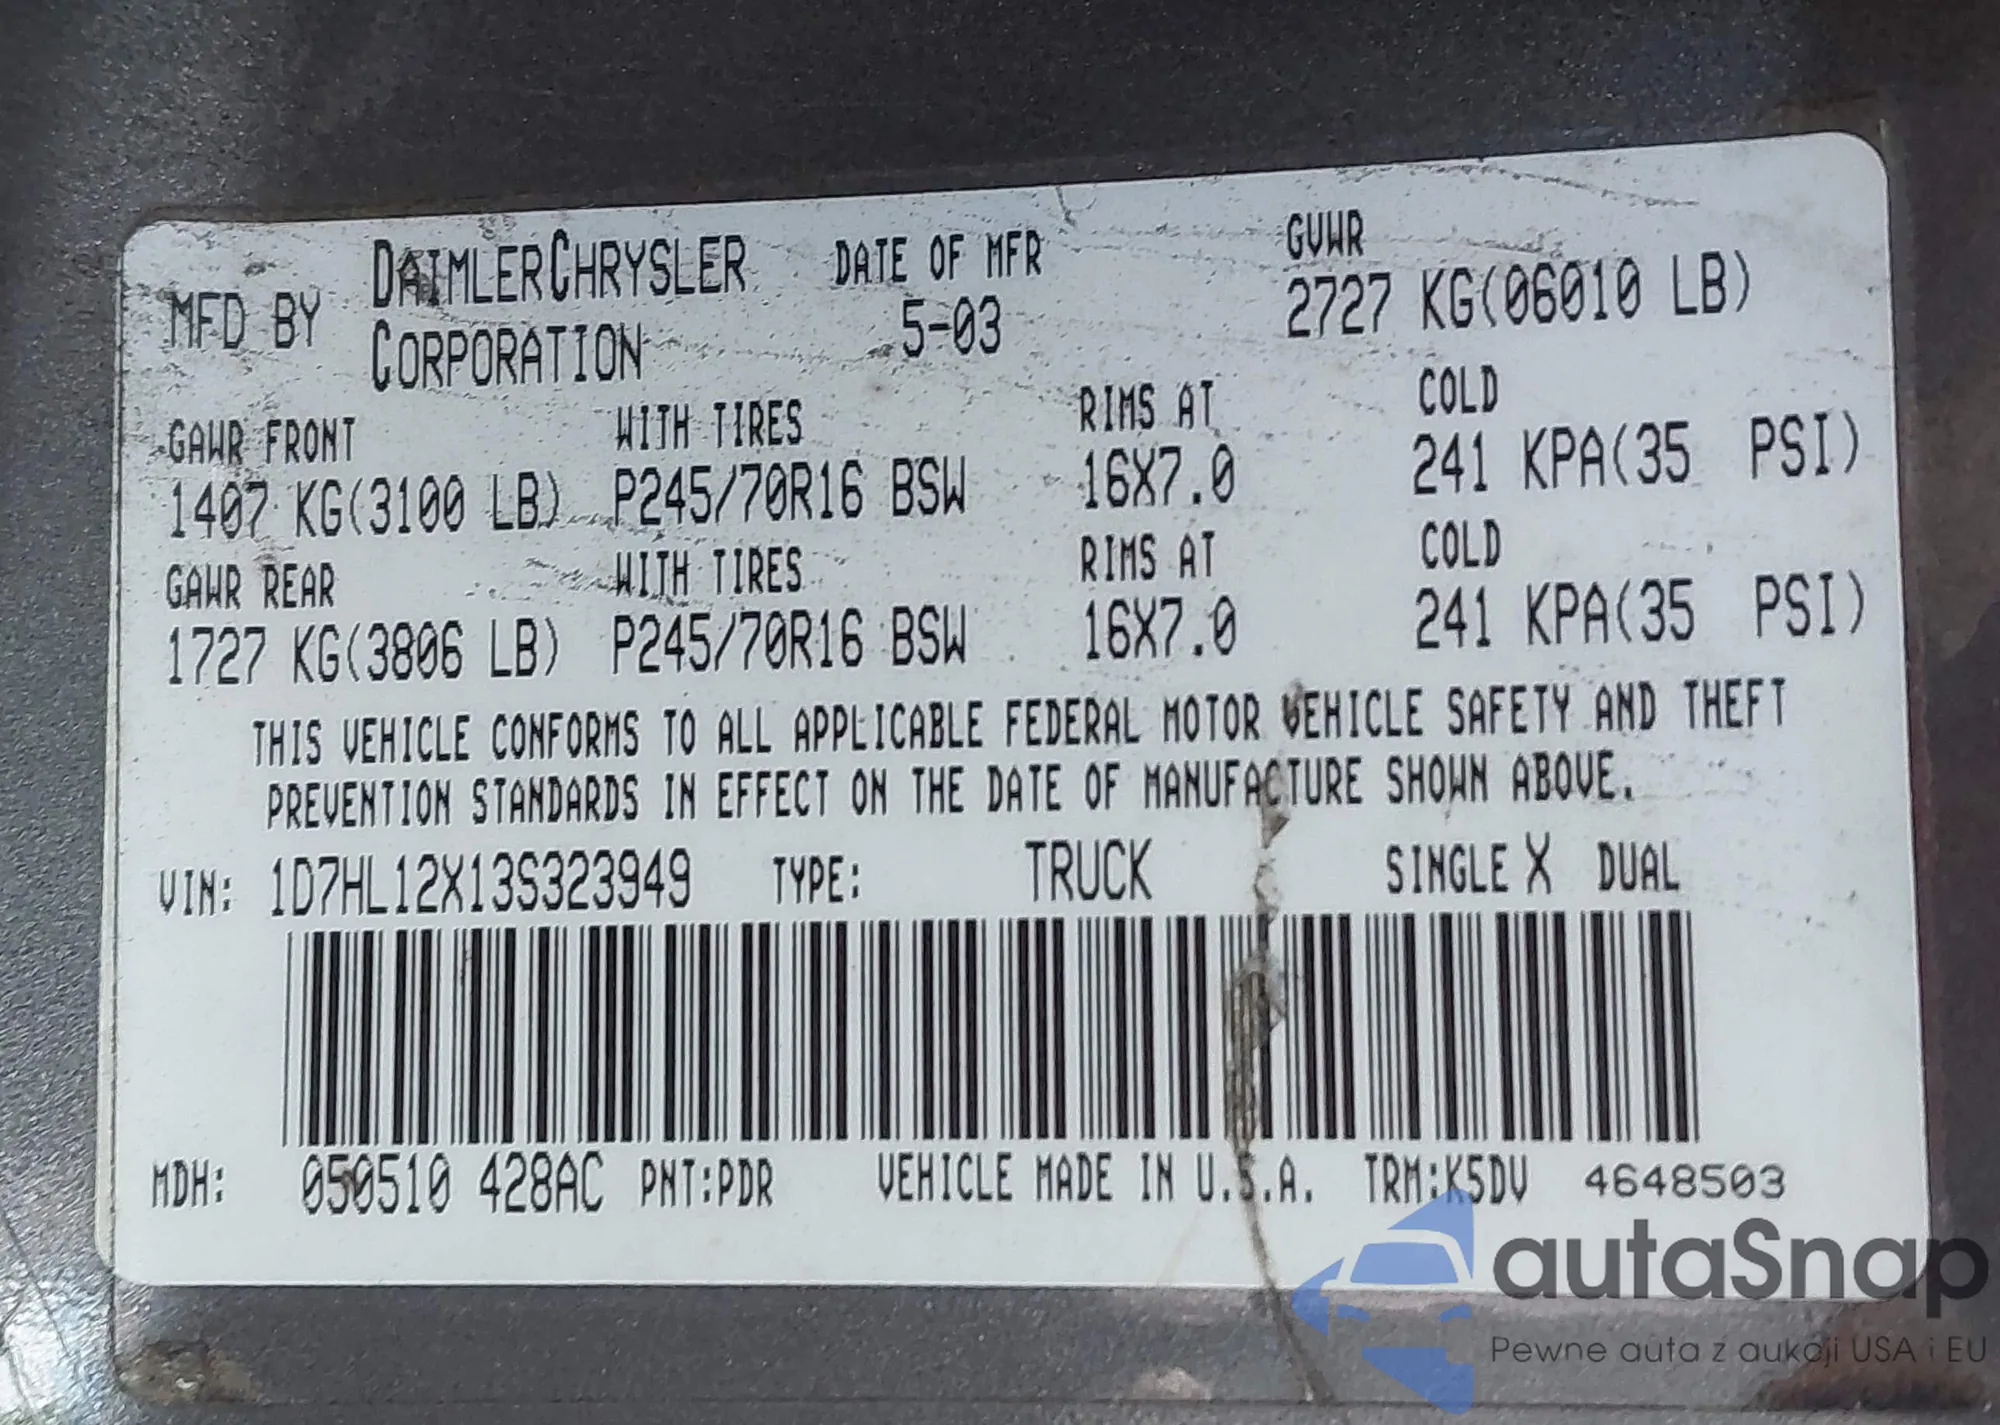 MFD BY DAIMLERCHRYSLER CORPORATION DATE OF MFR 5-03 GVWR 2727 KG(06010 LB)
GAWR FRONT WITH TIRES RIMS AT COLD
1407 KG(3100 LB) P245/70R16 BSW 16X7.0 241 KPA(35 PSI)
GAWR REAR WITH TIRES RIMS AT COLD
1727 KG(3806 LB) P245/70R16 BSW 16X7.0 241 KPA(35 PSI)
THIS VEHICLE CONFORMS TO ALL APPLICABLE FEDERAL MOTOR VEHICLE SAFETY AND THEFT
PREVENTION STANDARDS IN EFFECT ON THE DATE OF MANUFACTURE SHOWN ABOVE.
VIN: 1D7HL12X13S323949 TYPE: TRUCK SINGLE X DUAL
MDH: 050510 428AC PNT:PDR VEHICLE MADE IN U.S.A. TRM:K5DV 4648503
autaSnap
Pewne auta z aukcji USA i EU